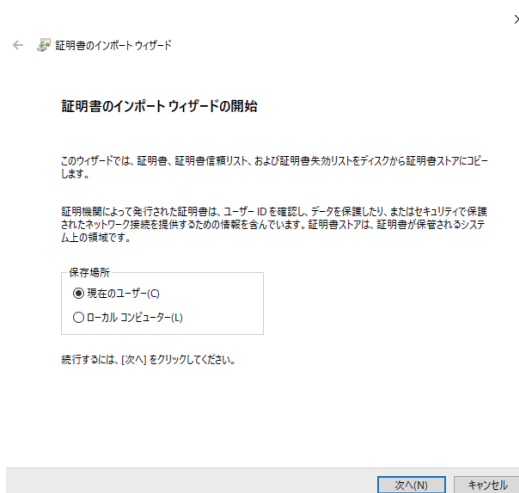 証明書のインポート ウィザード
証明書のインポート ウィザードの開始
このウィザードでは、証明書、証明書信頼リスト、および証明書失効リストをディスクから証明書ストアにコピー
します。
証明機関によって発行された証明書は、ユーザー ID を確認し、データを保護したり、またはセキュリティで保護
されたネットワーク接続を提供するための情報を含んでいます。証明書ストアは、証明書が保管されるシステ
ム上の領域です。
保存場所
現在のユーザー(C)
ローカル コンピューター(L)
続行するには、[次へ] をクリックしてください。
次へ(N)
キャンセル